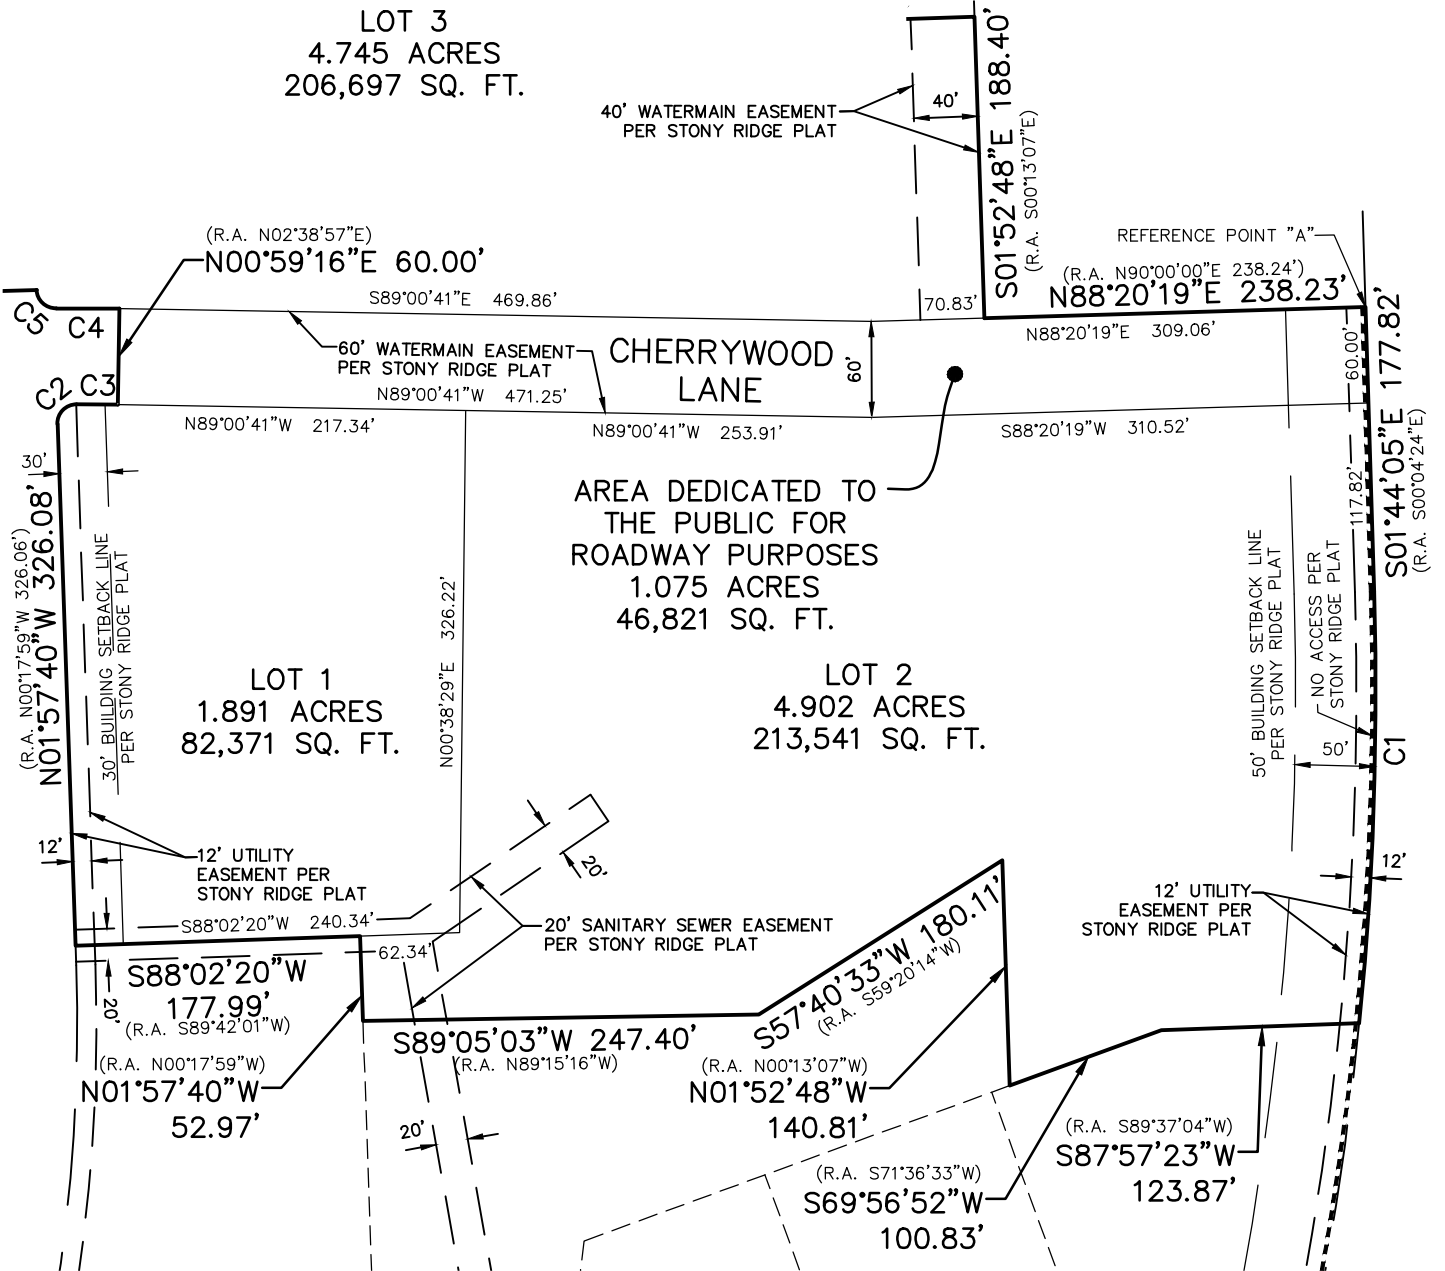 LOT 3
4.745 ACRES
206,697 SQ. FT.
40' WATERMAIN EASEMENT
PER STONY RIDGE PLAT
40'
S01°52'48"E 188.40'
(R.A. S00°13'07"E)
REFERENCE POINT "A"
(R.A. N90°00'00"E 238.24')
N88°20'19"E 238.23'
(R.A. N02°38'57"E)
N00°59'16"E 60.00'
S89°00'41"E 469.86'
70.83'
N88°20'19"E 309.06'
C5
C4
C2
C3
60' WATERMAIN EASEMENT
PER STONY RIDGE PLAT
CHERRYWOOD
LANE
60'
60.00'
S01°44'05"E 177.82'
(R.A. S00°04'24"E)
N89°00'41"W 471.25'
N89°00'41"W 217.34'
N89°00'41"W 253.91'
S88°20'19"W 310.52'
30'
117.82'
AREA DEDICATED TO
THE PUBLIC FOR
ROADWAY PURPOSES
1.075 ACRES
46,821 SQ. FT.
(R.A. N00°17'59"W 326.06')
N01°57'40"W 326.08'
30' BUILDING SETBACK LINE
PER STONY RIDGE PLAT
N00°38'29"E 326.22'
50' BUILDING SETBACK LINE
PER STONY RIDGE PLAT
NO ACCESS PER
STONY RIDGE PLAT
LOT 1
1.891 ACRES
82,371 SQ. FT.
LOT 2
4.902 ACRES
213,541 SQ. FT.
50'
C1
12'
12' UTILITY
EASEMENT PER
STONY RIDGE PLAT
20'
12'
12' UTILITY
EASEMENT PER
STONY RIDGE PLAT
S88°02'20"W 240.34'
20' SANITARY SEWER EASEMENT
PER STONY RIDGE PLAT
62.34'
S88°02'20"W
177.99'
(R.A. S89°42'01"W)
20'
S57°40'33"W 180.11'
(R.A. S59°20'14"W)
S89°05'03"W 247.40'
(R.A. N89°15'16"W)
(R.A. N00°17'59"W)
N01°57'40"W
52.97'
(R.A. N00°13'07"W)
N01°52'48"W
140.81'
20'
(R.A. S89°37'04"W)
S87°57'23"W
123.87'
(R.A. S71°36'33"W)
S69°56'52"W
100.83'